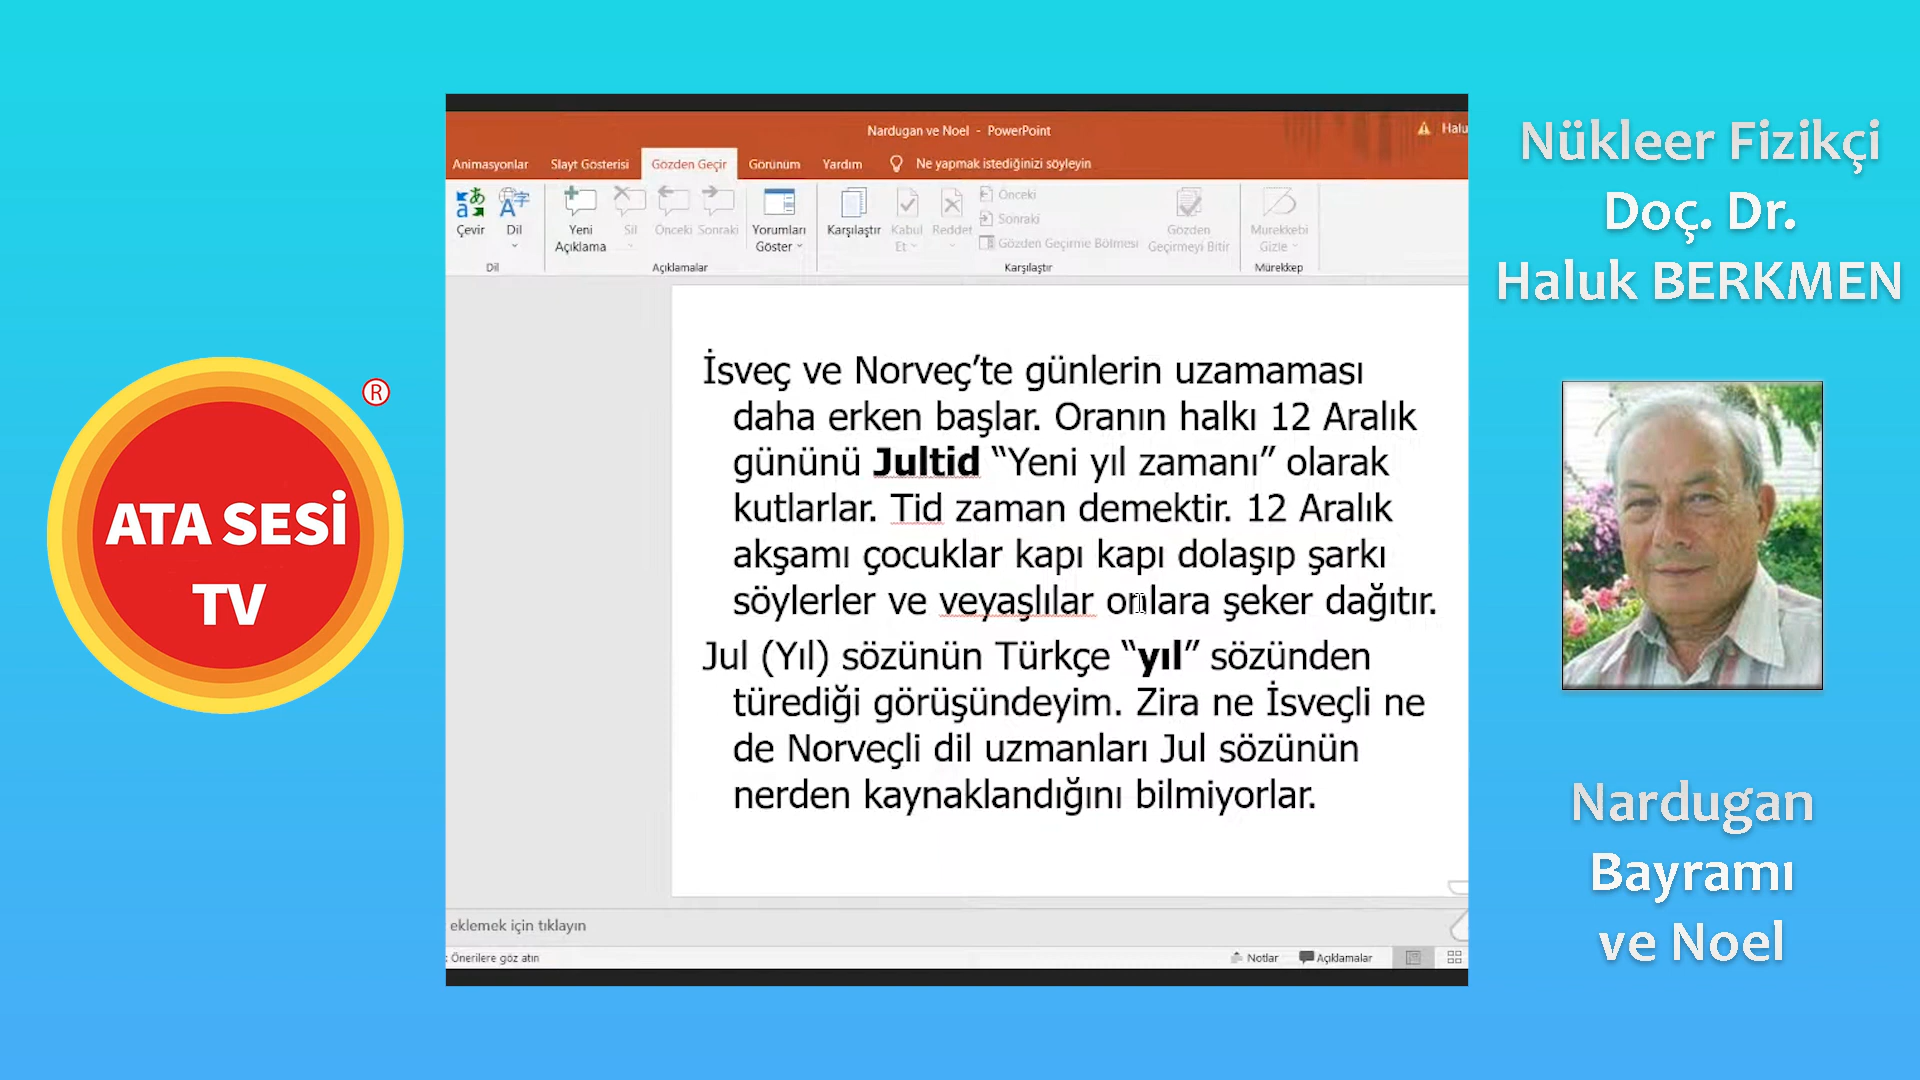 ATA SESİ
TV
®
Nardugan ve Noel - PowerPoint
Animasyonlar Slayt Gösterisi Gözden Geçir Görünüm Yardım Ne yapmak istediğinizi söyleyin
Çevir Dil
Dil
Yeni Açıklama Sil Önceki Sonraki Yorumları Göster
Açıklamalar
Karşılaştır Kabul Et Reddet
Önceki
Sonraki
Gözden Geçirme Bölmesi
Gözden Geçirmeyi Bitir
Karşılaştır
Mürekkebi Gizle
Mürekkep
İsveç ve Norveç’te günlerin uzamaması
daha erken başlar. Oranın halkı 12 Aralık
gününü Jultid “Yeni yıl zamanı” olarak
kutlarlar. Tid zaman demektir. 12 Aralık
akşamı çocuklar kapı kapı dolaşıp şarkı
söylerler ve veyaşlılar onlara şeker dağıtır.
Jul (Yıl) sözünün Türkçe “yıl” sözünden
türediği görüşündeyim. Zira ne İsveçli ne
de Norveçli dil uzmanları Jul sözünün
nerden kaynaklandığını bilmiyorlar.
eklemek için tıklayın
: Önerilere göz atın
Notlar Açıklamalar
Nükleer Fizikçi
Doç. Dr.
Haluk BERKMEN
Nardugan
Bayramı
ve Noel